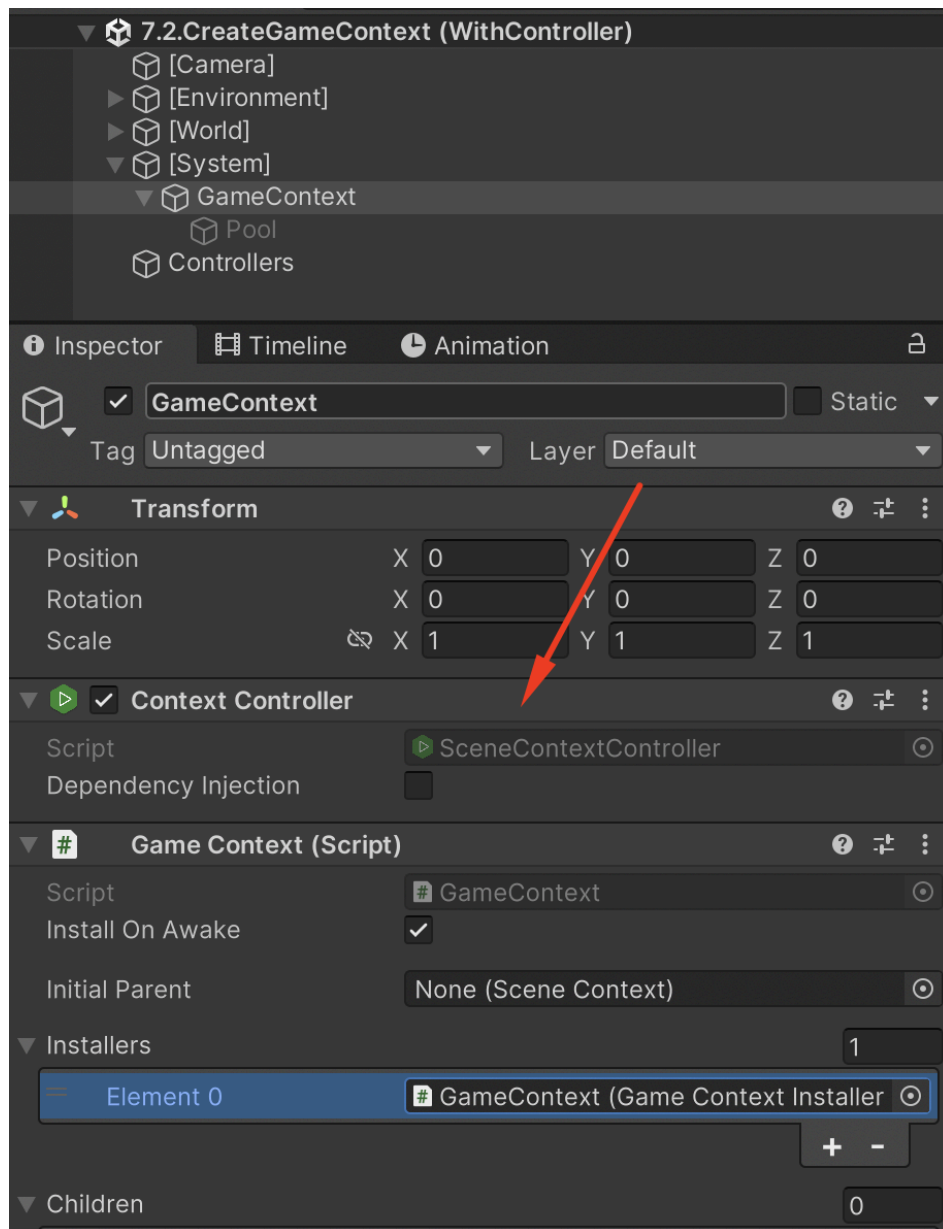 7.2.CreateGameContext (WithController)
[Camera]
[Environment]
[World]
[System]
GameContext
Pool
Controllers
Inspector Timeline Animation
GameContext Static
Tag Untagged Layer Default
Transform
Position X 0 Y 0 Z 0
Rotation X 0 Y 0 Z 0
Scale X 1 Y 1 Z 1
Context Controller
Script SceneContextController
Dependency Injection
# Game Context (Script)
Script # GameContext
Install On Awake
Initial Parent None (Scene Context)
Installers 1
Element 0 # GameContext (Game Context Installer
+ -
Children 0